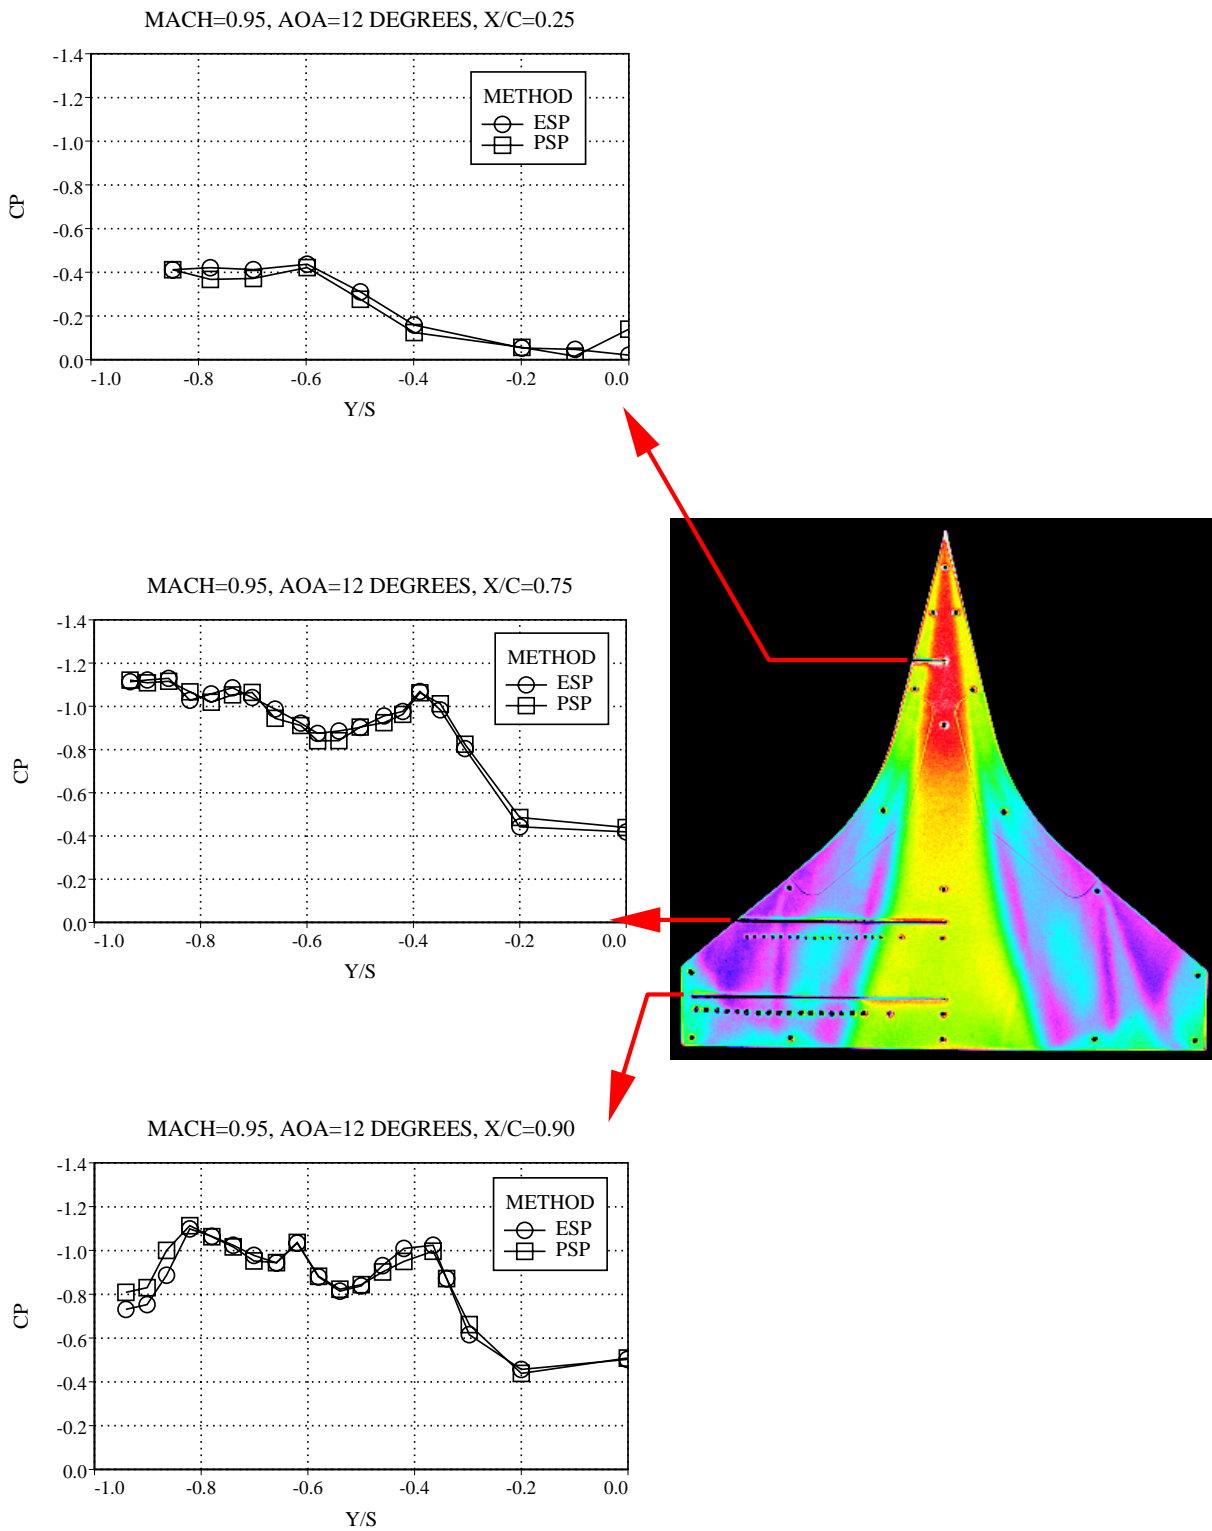 MACH=0.95, AOA=12 DEGREES, X/C=0.25
-1.4
-1.2
-1.0
-0.8
-0.6
-0.4
-0.2
0.0
CP
METHOD
ESP
PSP
-1.0 -0.8 -0.6 -0.4 -0.2 0.0
Y/S
MACH=0.95, AOA=12 DEGREES, X/C=0.75
-1.4
-1.2
-1.0
-0.8
-0.6
-0.4
-0.2
0.0
CP
METHOD
ESP
PSP
-1.0 -0.8 -0.6 -0.4 -0.2 0.0
Y/S
MACH=0.95, AOA=12 DEGREES, X/C=0.90
-1.4
-1.2
-1.0
-0.8
-0.6
-0.4
-0.2
0.0
CP
METHOD
ESP
PSP
-1.0 -0.8 -0.6 -0.4 -0.2 0.0
Y/S